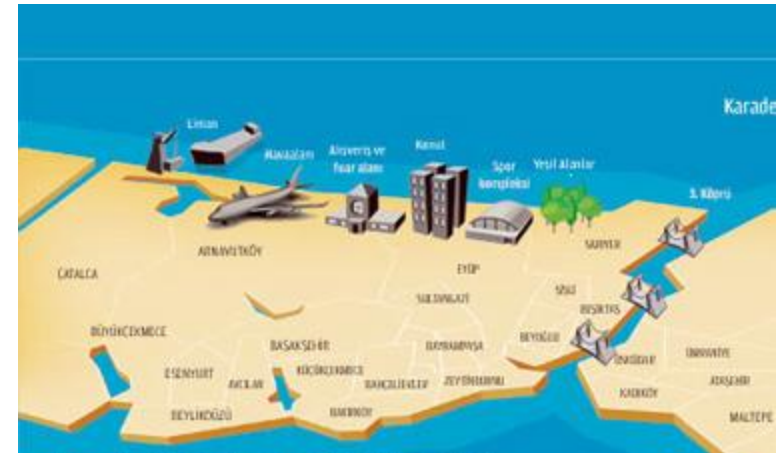 Karade
Liman
Havaalanı
Alışveriş ve
fuar alanı
Konut
Spor
kompleksi
Yeşil Alanlar
3. Köprü
SARIYER
ARNAVUTKÖY
EYÜP
ÇATALCA
SULTANGAZİ
ŞİŞLİ
BEŞİKTAŞ
BÜYÜKÇEKMECE
BEYOĞLU
BAŞAKŞEHİR
BAYRAMPAŞA
ÜSKÜDAR
ÜMRANİYE
ESENYURT
AVCILAR
KÜÇÜKÇEKMECE
BAHÇELİEVLER
ZEYTİNBURNU
KADIKÖY
ATAŞEHİR
BEYLİKDÜZÜ
BAKIRKÖY
MALTEPE